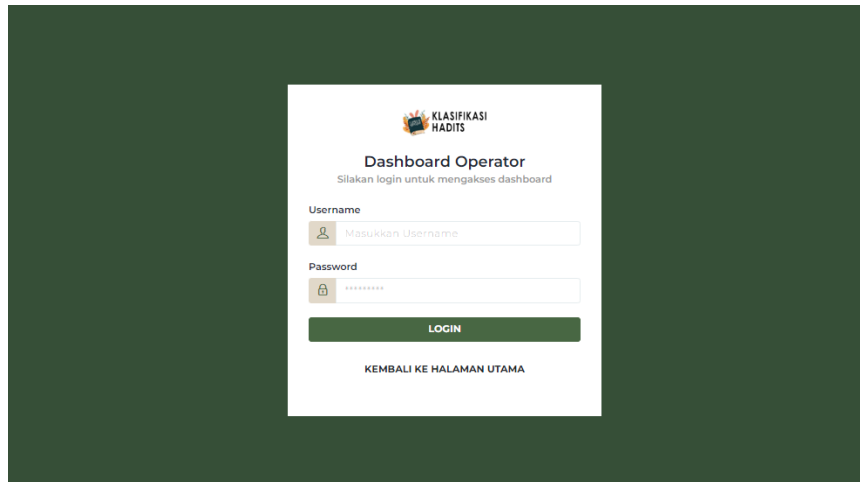 KLASIFIKASI
HADITS
Dashboard Operator
Silakan login untuk mengakses dashboard
Username
Masukkan Username
Password
*********
LOGIN
KEMBALI KE HALAMAN UTAMA